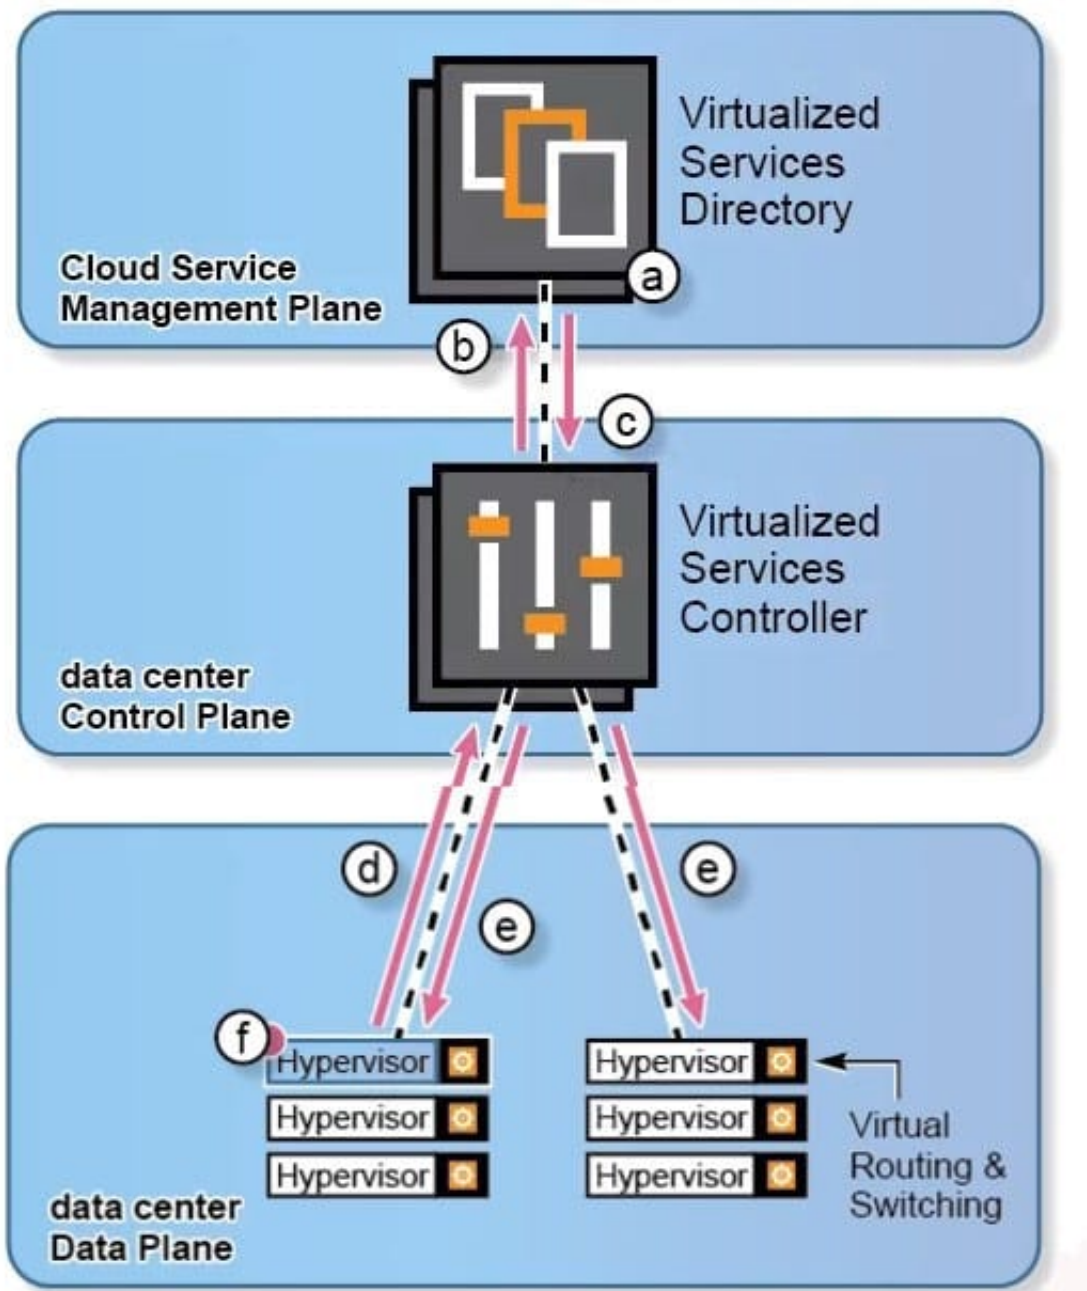 Virtualized
Services
Directory
a
Cloud Service
Management Plane
b
c
Virtualized
Services
Controller
data center
Control Plane
d
e
e
f
Hypervisor
Hypervisor
Hypervisor
Hypervisor
Hypervisor
Hypervisor
Virtual
Routing &
Switching
data center
Data Plane